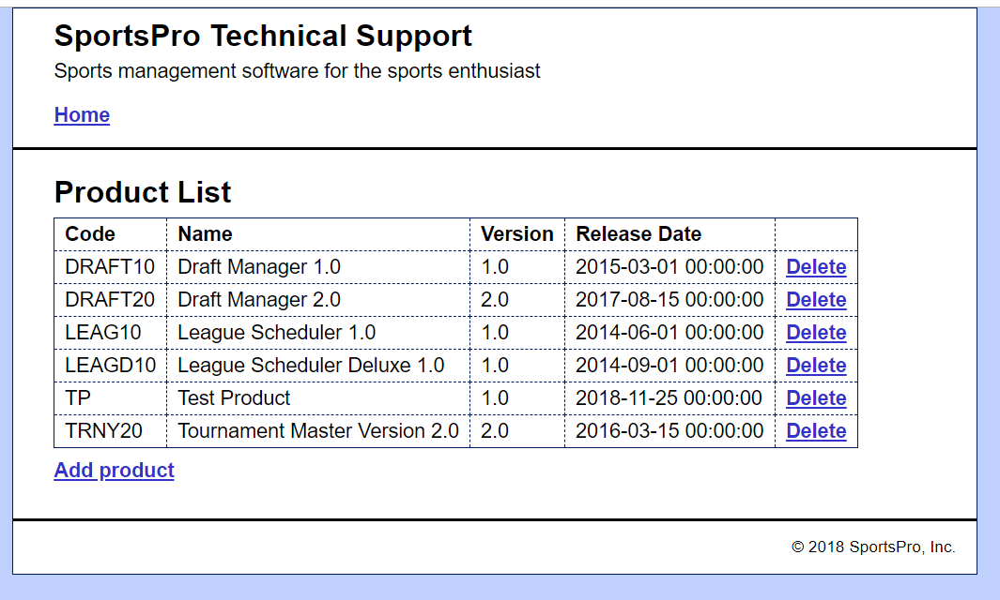 SportsPro Technical Support
Sports management software for the sports enthusiast
Home
Product List
Code Name Version Release Date
DRAFT10 Draft Manager 1.0 1.0 2015-03-01 00:00:00 Delete
DRAFT20 Draft Manager 2.0 2.0 2017-08-15 00:00:00 Delete
LEAG10 League Scheduler 1.0 1.0 2014-06-01 00:00:00 Delete
LEAGD10 League Scheduler Deluxe 1.0 1.0 2014-09-01 00:00:00 Delete
TP Test Product 1.0 2018-11-25 00:00:00 Delete
TRNY20 Tournament Master Version 2.0 2.0 2016-03-15 00:00:00 Delete
Add product
© 2018 SportsPro, Inc.